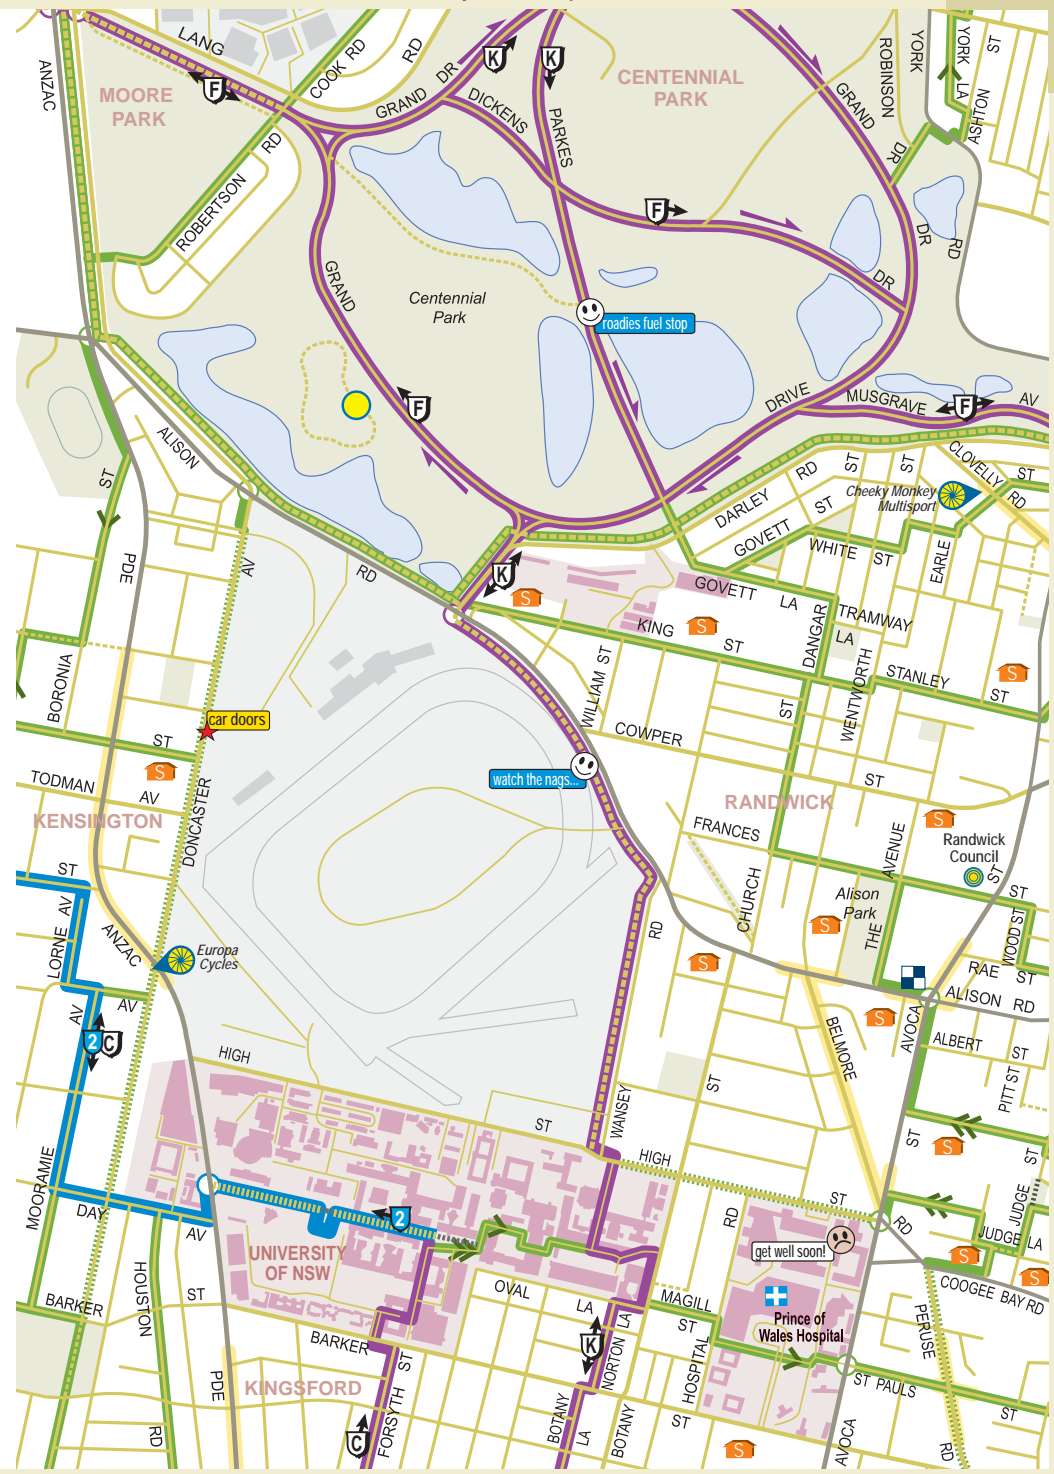 LANG
ANZAC
MOORE
PARK
COOK RD
RD
GRAND
DR
K
K
F
DICKENS
PARKES
CENTENNIAL
PARK
GRAND
DR
ROBINSON
YORK
YORK
LA
ST
ASHTON
RD
ROBERTSON
RD
GRAND
Centennial
Park
F
DR
DR
roadies fuel stop
F
DRIVE
MUSGRAVE
F
AV
ALISON
ST
PDE
AV
RD
DARLEY
RD
ST
ST
CLOVELLY
RD
ST
Cheeky Monkey
Multisport
GOVETT
ST
WHITE
ST
EARLE
K
S
GOVETT
LA
KING
S
ST
DANGAR
TRAMWAY
LA
STANLEY
ST
S
BORONIA
WILLIAM ST
ST
WENTWORTH
COWPER
ST
car doors
ST
S
TODMAN
AV
KENSINGTON
DONCASTER
watch the nags...
RANDWICK
FRANCES
S
Randwick
Council
ST
AVENUE
ST
Alison
Park
CHURCH
S
THE
WOOD ST
ST
LORNE
AV
ANZAC
Europa
Cycles
RD
S
RAE
ST
ALISON
RD
S
AV
AV
2
C
BELMORE
AVOCA
ALBERT
ST
HIGH
ST
WANSEY
ST
PITT ST
ST
S
ST
MOORAMIE
DAY
AV
HIGH
ST
RD
RD
JUDGE
JUDGE
LA
S
S
2
UNIVERSITY
OF NSW
get well soon!
COOGEE
BAY RD
HOUSTON
ST
BARKER
BARKER
OVAL
LA
MAGILL
ST
Prince of
Wales Hospital
PERUSE
K
NORTON
LA
HOSPITAL
ST
PAULS
ST
KINGSFORD
PDE
ST
FORSYTH
C
RD
BOTANY
LA
BOTANY
ST
S
AVOCA
RD